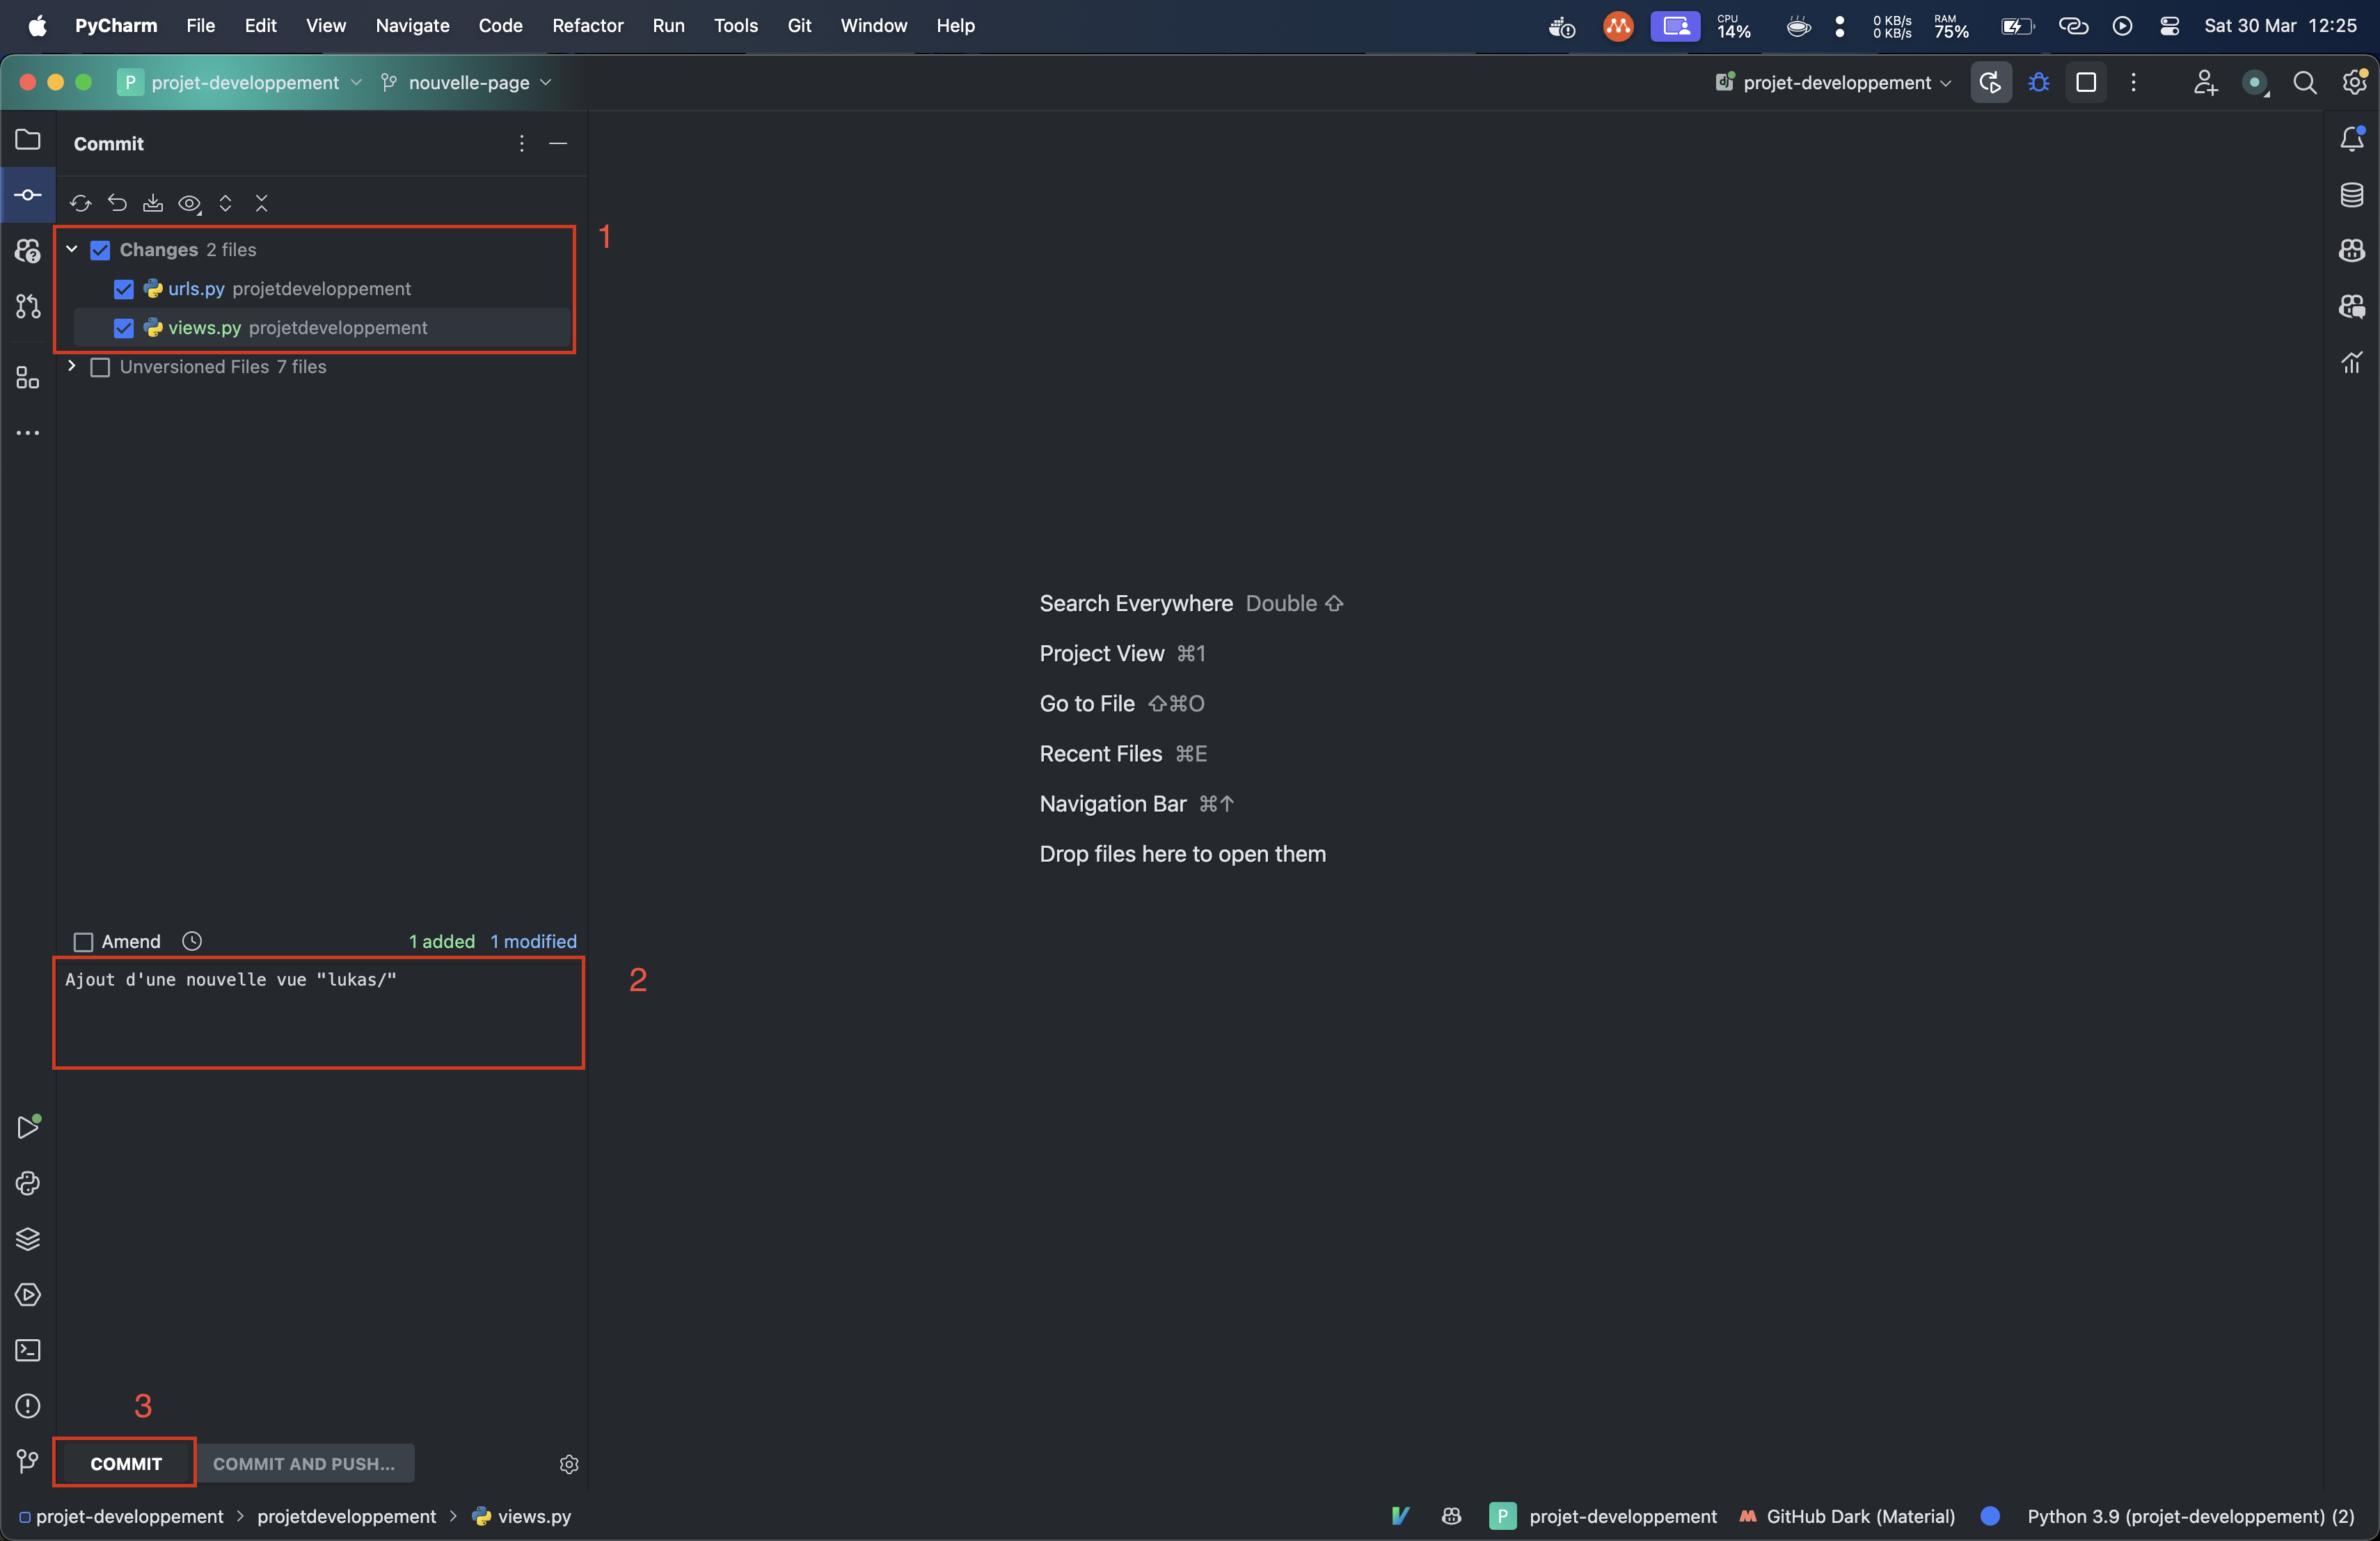 PyCharm File Edit View Navigate Code Refactor Run Tools Git Window Help
CPU 14% 0 KB/s 0 KB/s RAM 75% Sat 30 Mar 12:25
P projet-developpement nouvelle-page projet-developpement
Commit
1
Changes 2 files
urls.py projetdeveloppement
views.py projetdeveloppement
Unversioned Files 7 files
Search Everywhere Double ⇧
Project View ⌘1
Go to File ⇧⌘O
Recent Files ⌘E
Navigation Bar ⌘↑
Drop files here to open them
Amend 1 added 1 modified
Ajout d'une nouvelle vue "lukas/"
2
3
COMMIT COMMIT AND PUSH...
projet-developpement > projetdeveloppement > views.py P projet-developpement GitHub Dark (Material) Python 3.9 (projet-developpement) (2)